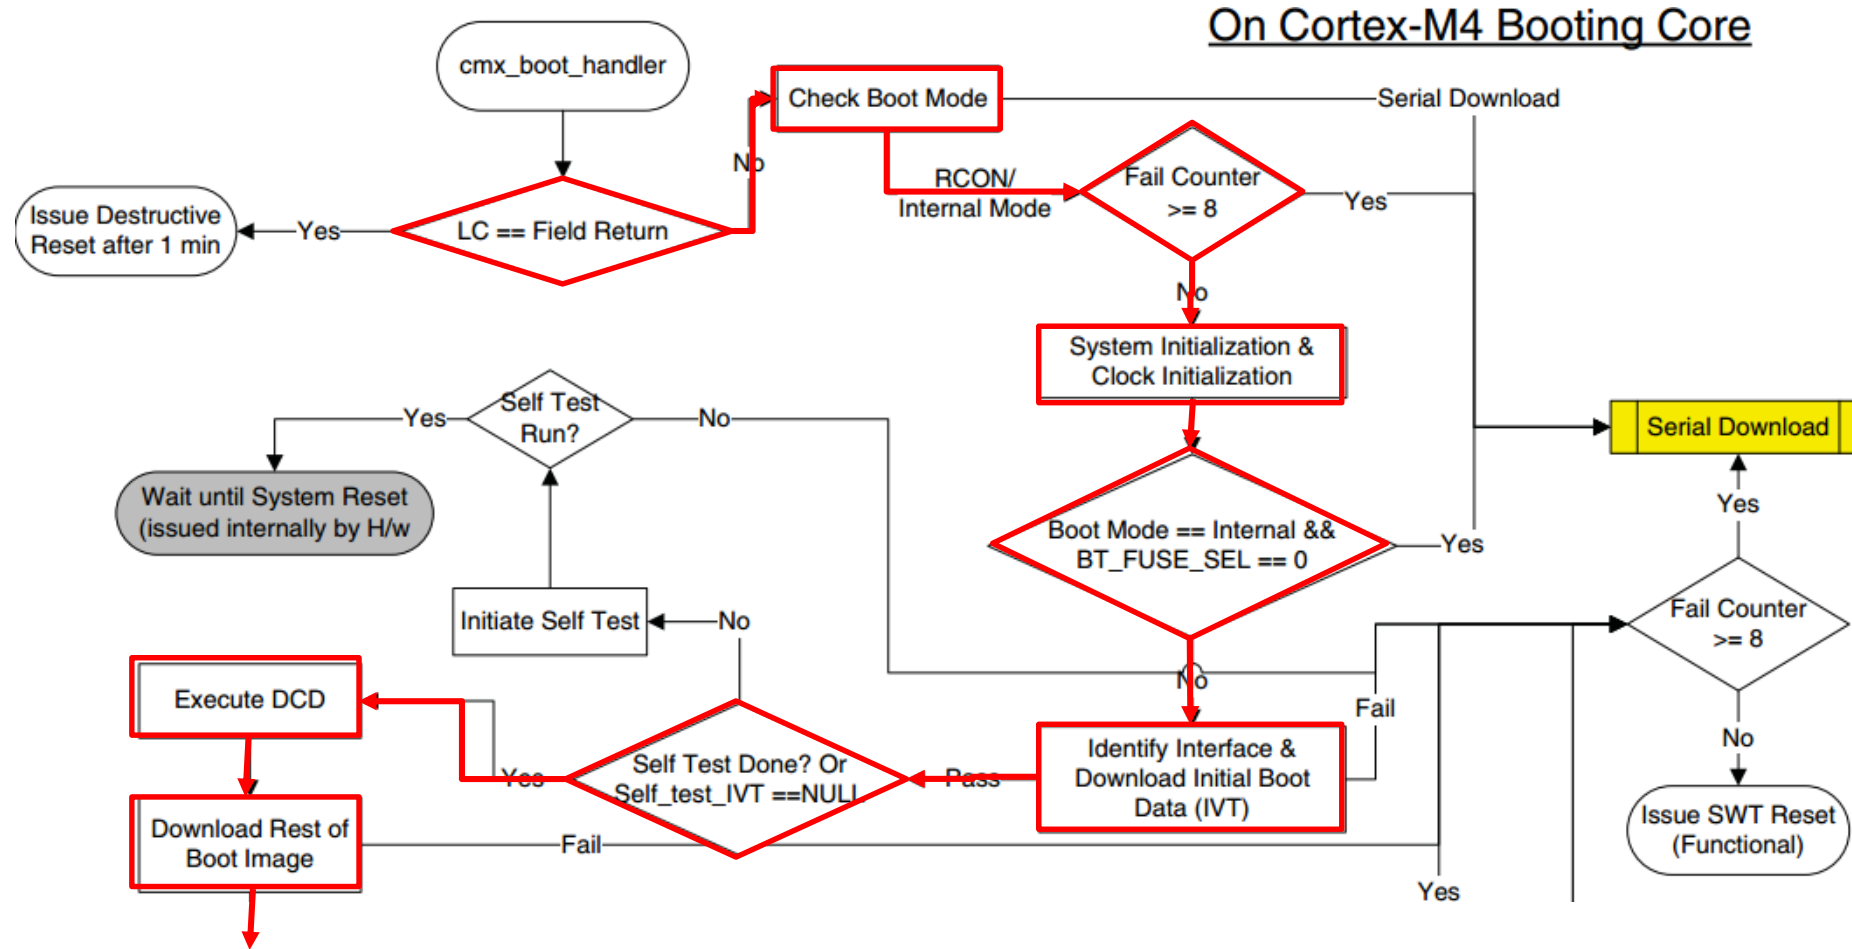 On Cortex-M4 Booting Core
cmx_boot_handler
Check Boot Mode
Serial Download
No
RCON/
Internal Mode
Fail Counter
>= 8
Yes
Issue Destructive
Reset after 1 min
Yes
LC == Field Return
No
System Initialization &
Clock Initialization
Self Test
Run?
Yes
No
Serial Download
Wait until System Reset
(issued internally by H/w
Yes
Boot Mode == Internal &&
BT_FUSE_SEL == 0
Yes
Initiate Self Test
No
Fail Counter
>= 8
No
Execute DCD
Fail
Self Test Done? Or
Self_test_IVT ==NULL
Yes
Pass
Identify Interface &
Download Initial Boot
Data (IVT)
No
Download Rest of
Boot Image
Fail
Issue SWT Reset
(Functional)
Yes